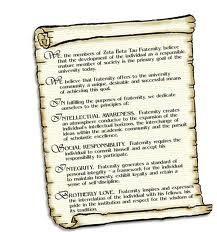 We, the members of Zeta Beta Tau Fraternity, believe
that the development of the individual as a responsible,
mature member of society is the primary goal of the
university today.
We believe that fraternity offers to the university
community a unique, desirable and successful means
of achieving this goal.
In fulfilling the purposes of fraternity, we dedicate
ourselves to the principles of:
Intellectual Awareness. Fraternity creates
an atmosphere conducive to the expansion of the
individual's intellectual horizons, the interchange of
ideas within the academic community and the pursuit
of scholastic excellence.
Social Responsibility. Fraternity requires the
individual to commit himself and accept his
responsibility to participate.
Integrity. Fraternity generates a standard of
personal integrity - a framework for the individual
to maintain honesty, exhibit loyalty and retain a
sense of self-discipline.
Brotherly Love. Fraternity inspires and expresses
the interrelation of the individual with his fellows, his
pride in the institution and respect for the wisdom of
its tradition.